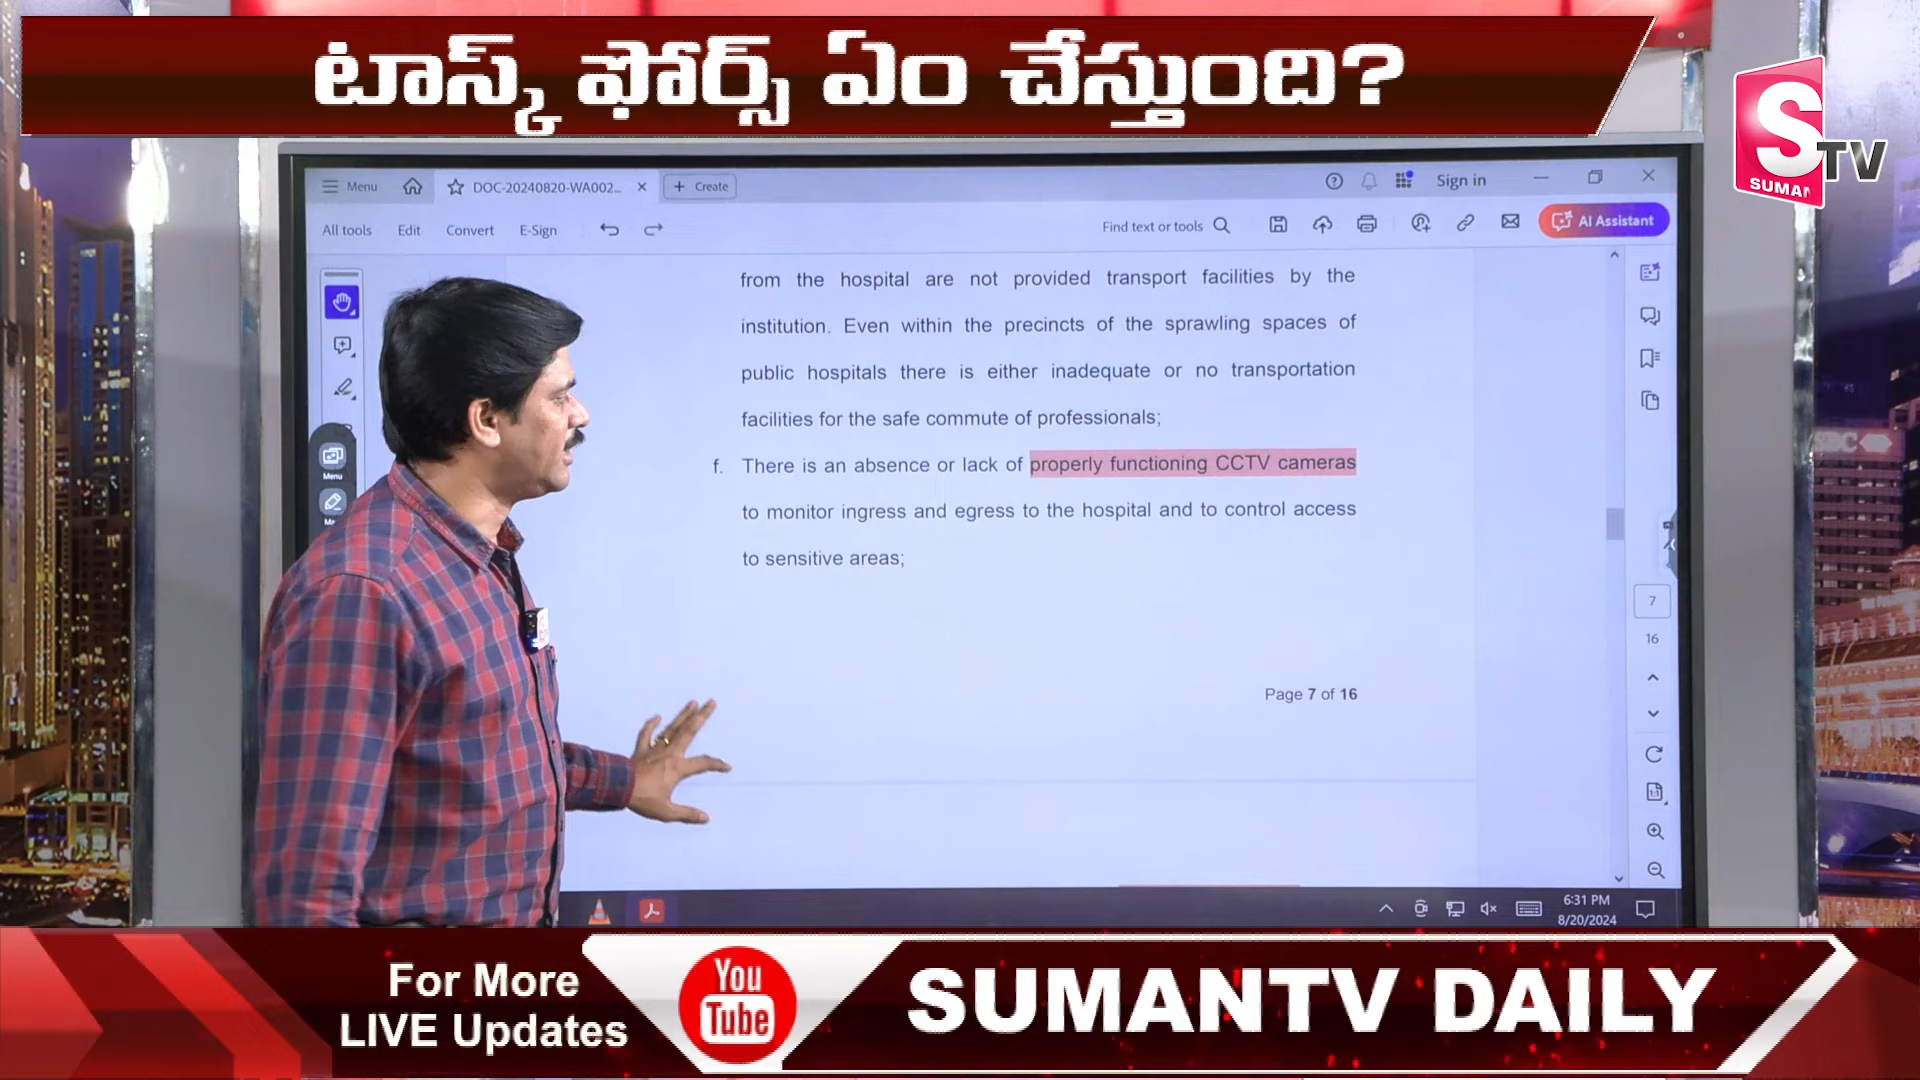 టాస్క్ ఫోర్స్ ఏం చేస్తుంది?
S
TV
SUMAN
Menu
DOC-20240820-WA002...
Create
Sign in
All tools
Edit
Convert
E-Sign
Find text or tools
AI Assistant
from the hospital are not provided transport facilities by the
institution. Even within the precincts of the sprawling spaces of
public hospitals there is either inadequate or no transportation
facilities for the safe commute of professionals;
f. There is an absence or lack of properly functioning CCTV cameras
to monitor ingress and egress to the hospital and to control access
to sensitive areas;
Menu
7
16
Page 7 of 16
6:31 PM
8/20/2024
For More
LIVE Updates
You
Tube
SUMANTV DAILY